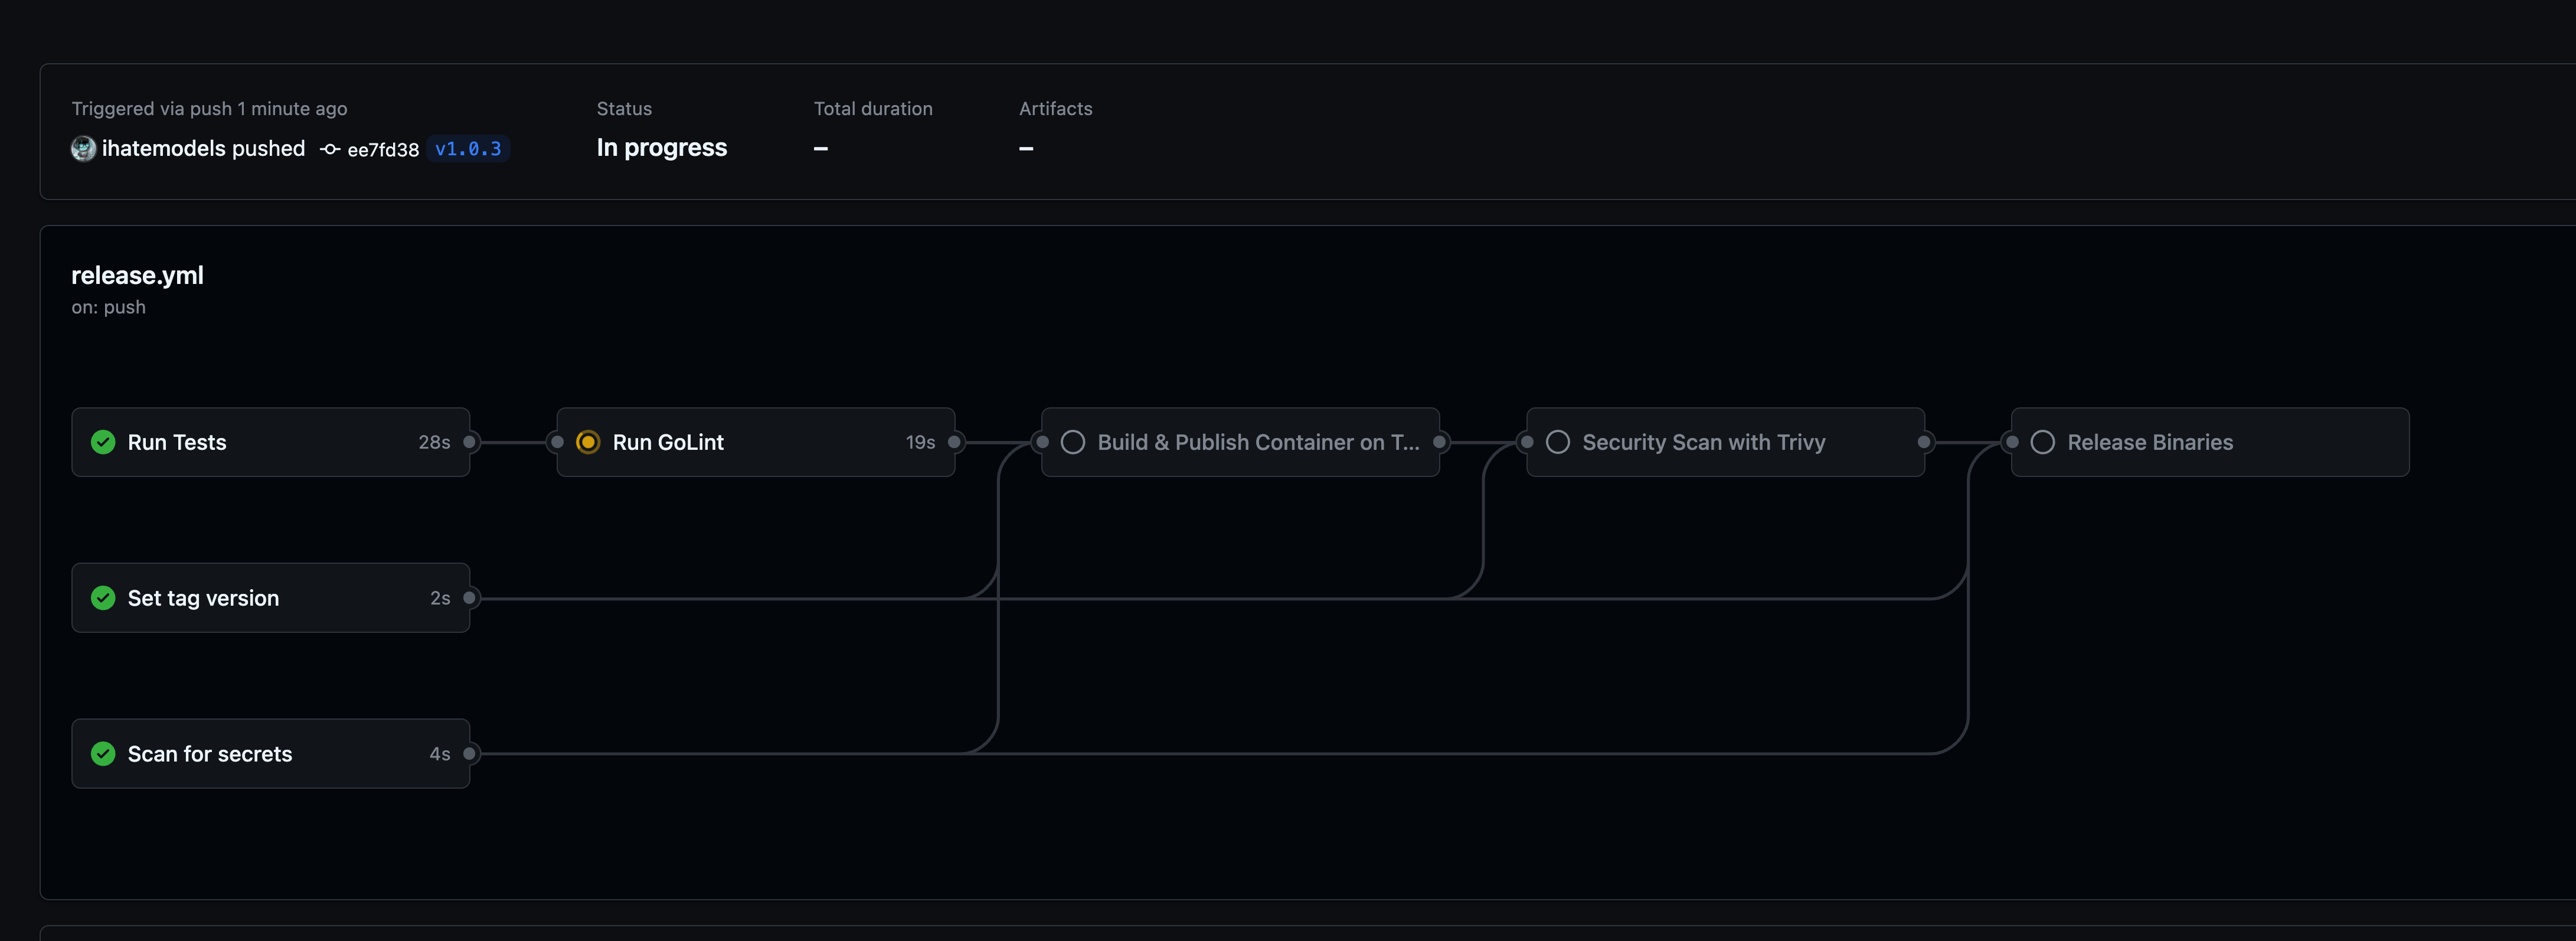 Triggered via push 1 minute ago
ihatemodels pushed ee7fd38 v1.0.3
Status
In progress
Total duration
–
Artifacts
–
release.yml
on: push
Run Tests 28s
Run GoLint 19s
Build & Publish Container on T...
Security Scan with Trivy
Release Binaries
Set tag version 2s
Scan for secrets 4s